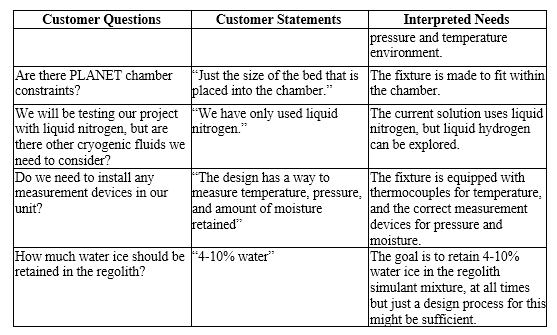 Customer Questions Customer Statements Interpreted Needs
pressure and temperature
environment.
Are there PLANET chamber
constraints?
“Just the size of the bed that is
placed into the chamber.”
The fixture is made to fit within
the chamber.
We will be testing our project
with liquid nitrogen, but are
there other cryogenic fluids we
need to consider?
“We have only used liquid
nitrogen.”
The current solution uses liquid
nitrogen, but liquid hydrogen
can be explored.
Do we need to install any
measurement devices in our
unit?
“The design has a way to
measure temperature, pressure,
and amount of moisture
retained”
The fixture is equipped with
thermocouples for temperature,
and the correct measurement
devices for pressure and
moisture.
How much water ice should be
retained in the regolith?
“4-10% water”
The goal is to retain 4-10%
water ice in the regolith
simulant mixture, at all times
but just a design process for this
might be sufficient.